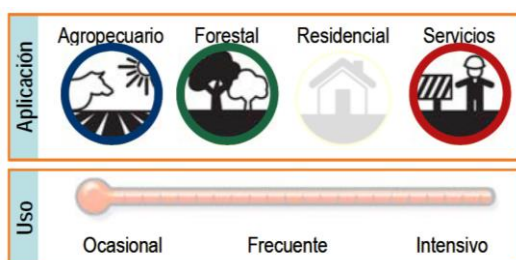 Aplicación
Agropecuario Forestal Residencial Servicios
Uso
Ocasional Frecuente Intensivo